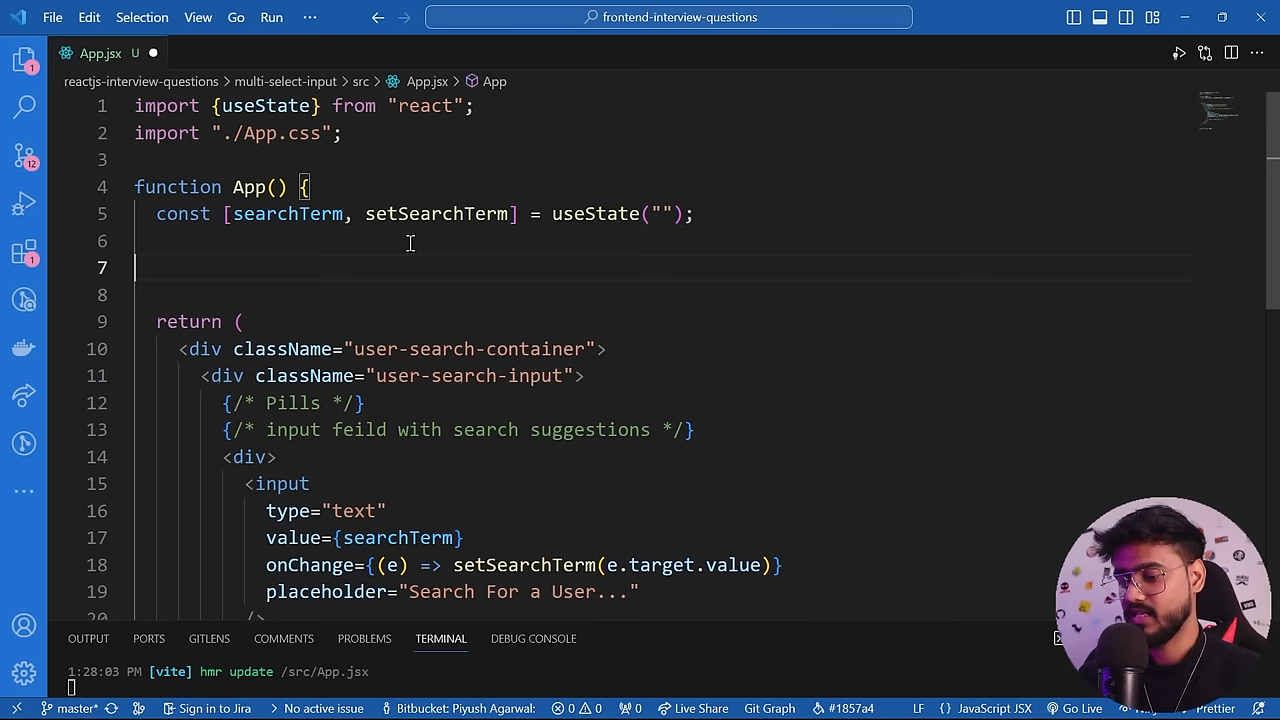 File Edit Selection View Go Run ··· frontend-interview-questions
App.jsx U
reactjs-interview-questions > multi-select-input > src > App.jsx > App
1 import {useState} from "react";
2 import "./App.css";
3
4 function App() {
5 const [searchTerm, setSearchTerm] = useState("");
6
7
8
9 return (
10 <div className="user-search-container">
11 <div className="user-search-input">
12 {/* Pills */}
13 {/* input feild with search suggestions */}
14 <div>
15 <input
16 type="text"
17 value={searchTerm}
18 onChange={(e) => setSearchTerm(e.target.value)}
19 placeholder="Search For a User..."
20 />
1
12
1
OUTPUT PORTS GITLENS COMMENTS PROBLEMS TERMINAL DEBUG CONSOLE
1:28:03 PM [vite] hmr update /src/App.jsx
master* Sign in to Jira No active issue Bitbucket: Piyush Agarwal: 0 0 0 Live Share Git Graph #1857a4 LF {} JavaScript JSX Go Live Prettier